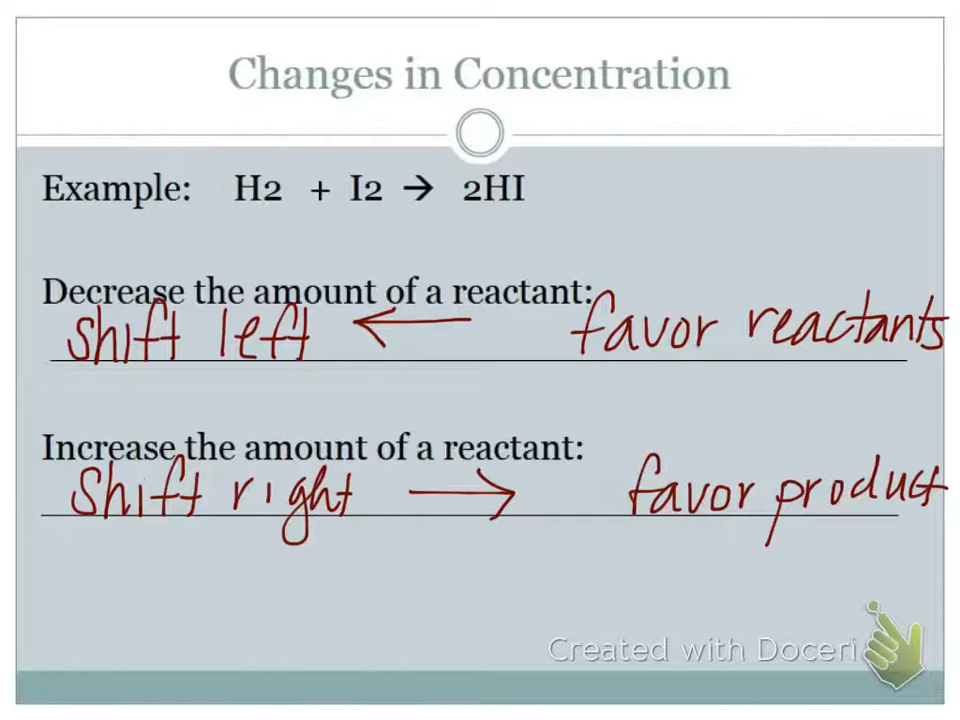 Changes in Concentration
Example: H2 + I2 → 2HI
Decrease the amount of a reactant:
shift left ← favor reactants
Increase the amount of a reactant:
shift right → favor product
Created with Doceri